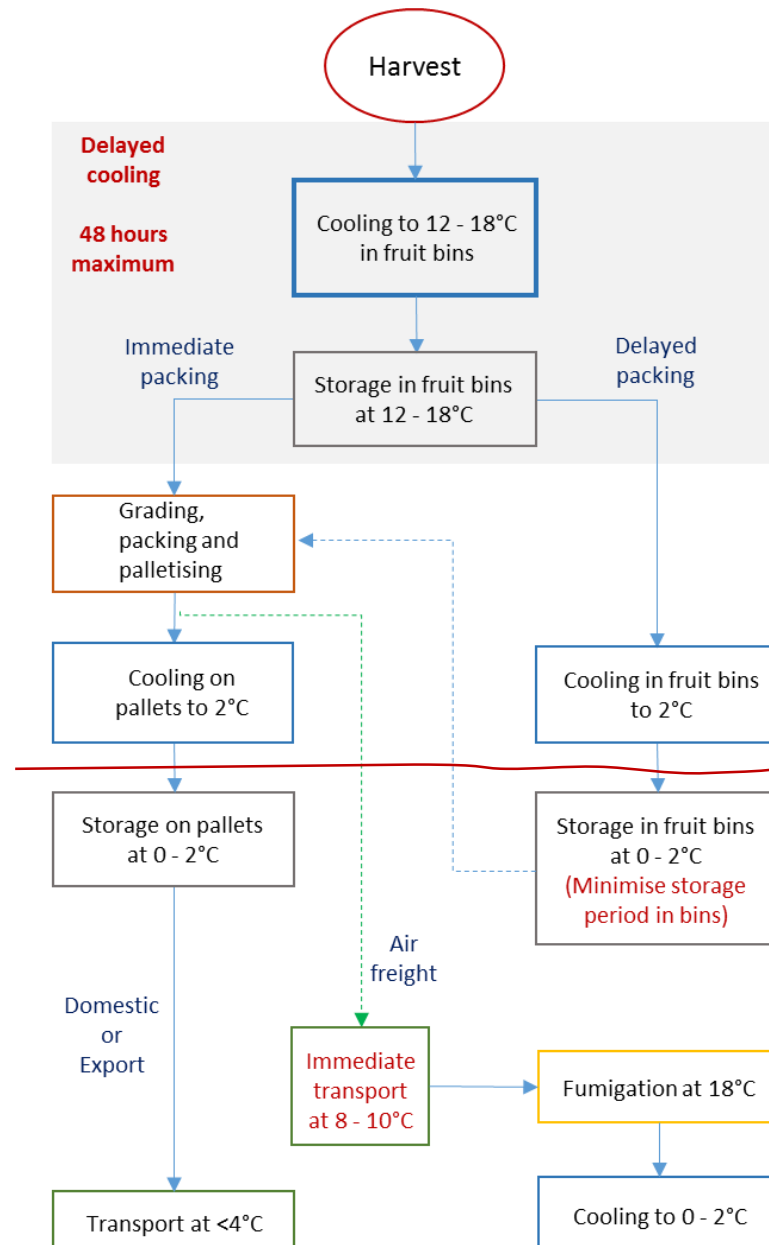 Harvest
Delayed
cooling
48 hours
maximum
Cooling to 12 - 18°C
in fruit bins
Immediate
packing
Delayed
packing
Storage in fruit bins
at 12 - 18°C
Grading,
packing and
palletising
Cooling on
pallets to 2°C
Cooling in fruit bins
to 2°C
Storage on pallets
at 0 - 2°C
Storage in fruit bins
at 0 - 2°C
(Minimise storage
period in bins)
Air
freight
Domestic
or
Export
Immediate
transport
at 8 - 10°C
Fumigation at 18°C
Transport at <4°C
Cooling to 0 - 2°C